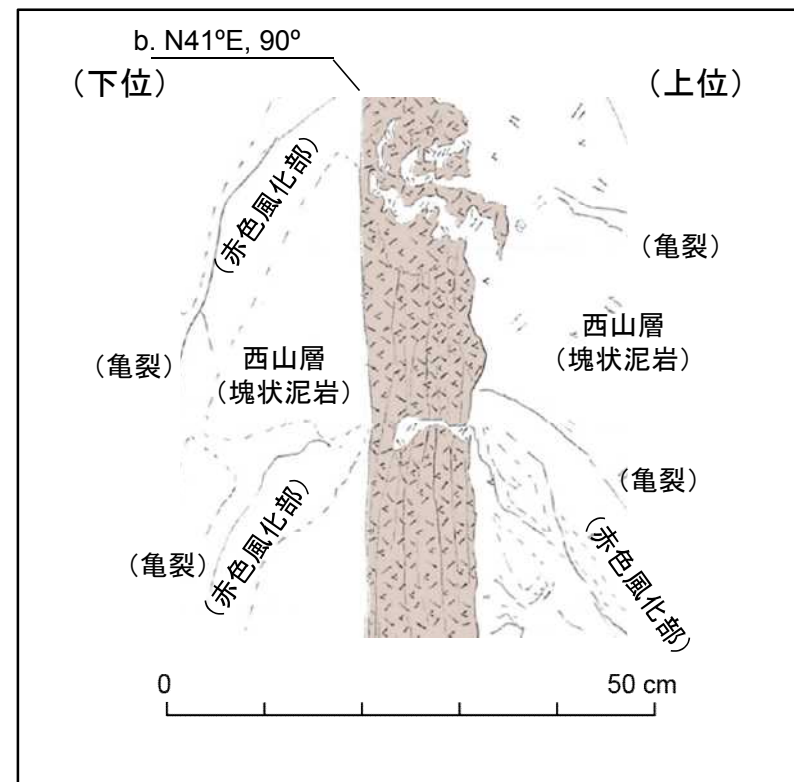 b. N41ºE, 90º
（下位）
（上位）
（赤色風化部）
（亀裂）
（亀裂）
西山層
（塊状泥岩）
西山層
（塊状泥岩）
（亀裂）
（赤色風化部）
（亀裂）
（赤色風化部）
0
50 cm